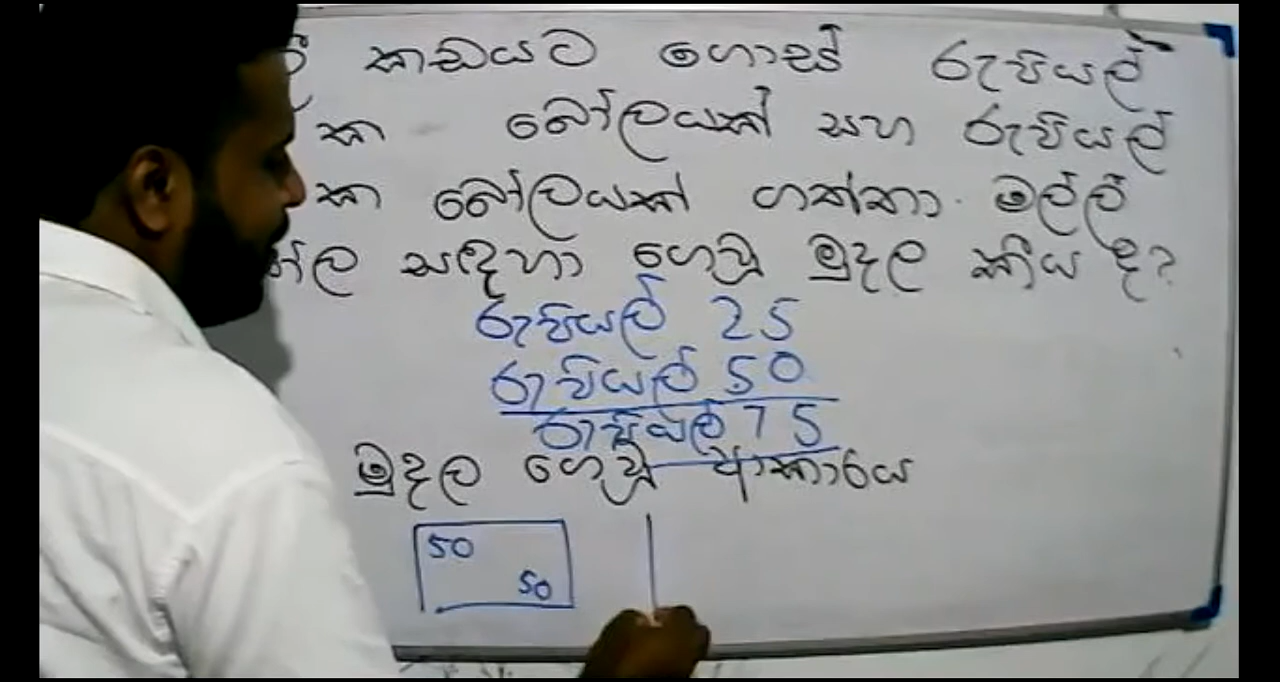 කඩයට ගොස් රුපියල්
ක බෝලයක් සහ රුපියල්
ක බෝලයක් ගත්තා. මල්ලී
සඳහා ගෙවූ මුදල කීය ද?
රුපියල් 25
රුපියල් 50
රුපියල් 75
මුදල ගෙවූ ආකාරය
50
50